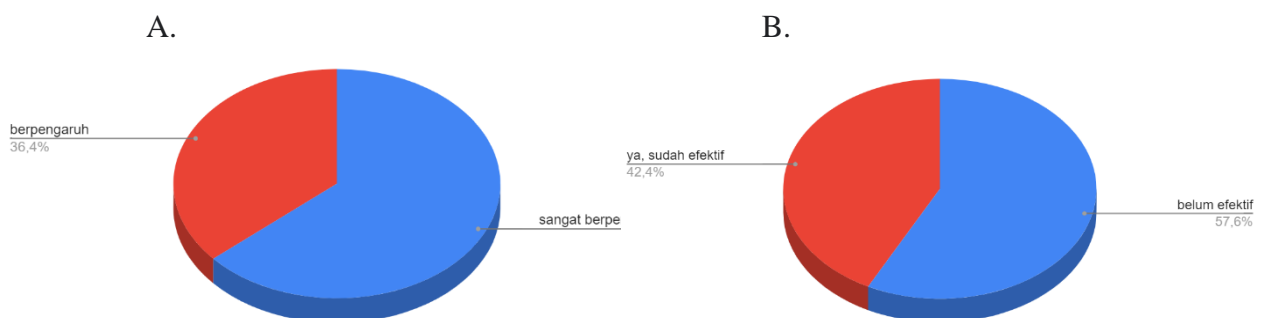 A.
berpengaruh
36,4%
sangat berpe
B.
ya, sudah efektif
42,4%
belum efektif
57,6%